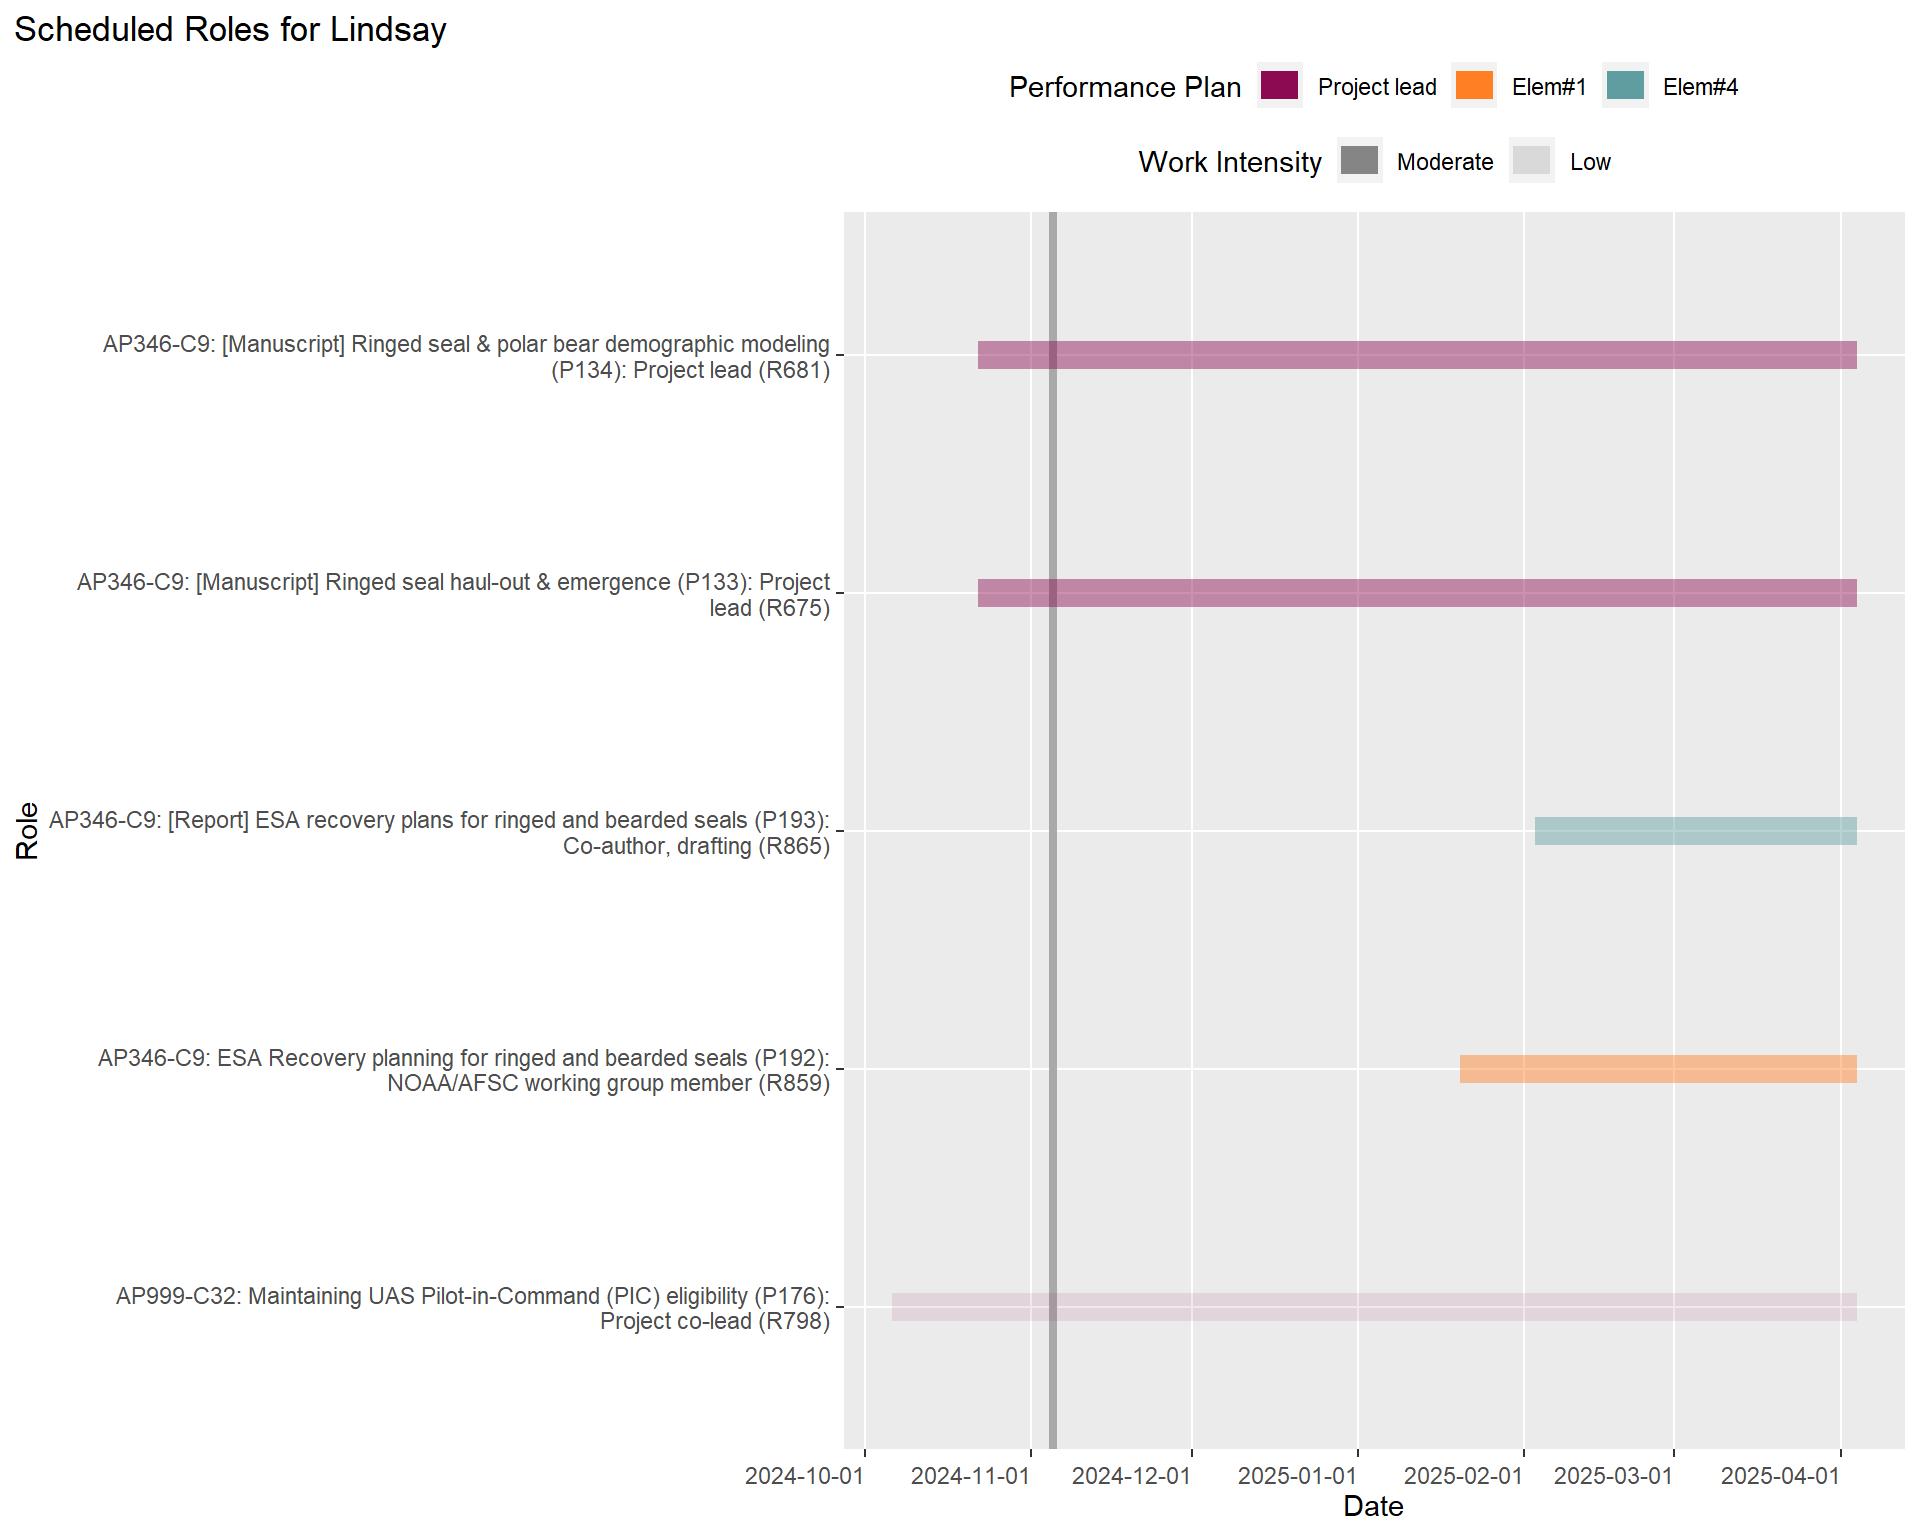 Scheduled Roles for Lindsay
Performance Plan Project lead Elem#1 Elem#4
Work Intensity Moderate Low
AP346-C9: [Manuscript] Ringed seal & polar bear demographic modeling
(P134): Project lead (R681)
AP346-C9: [Manuscript] Ringed seal haul-out & emergence (P133): Project
lead (R675)
AP346-C9: [Report] ESA recovery plans for ringed and bearded seals (P193):
Co-author, drafting (R865)
AP346-C9: ESA Recovery planning for ringed and bearded seals (P192):
NOAA/AFSC working group member (R859)
AP999-C32: Maintaining UAS Pilot-in-Command (PIC) eligibility (P176):
Project co-lead (R798)
Role
2024-10-01 2024-11-01 2024-12-01 2025-01-01 2025-02-01 2025-03-01 2025-04-01
Date